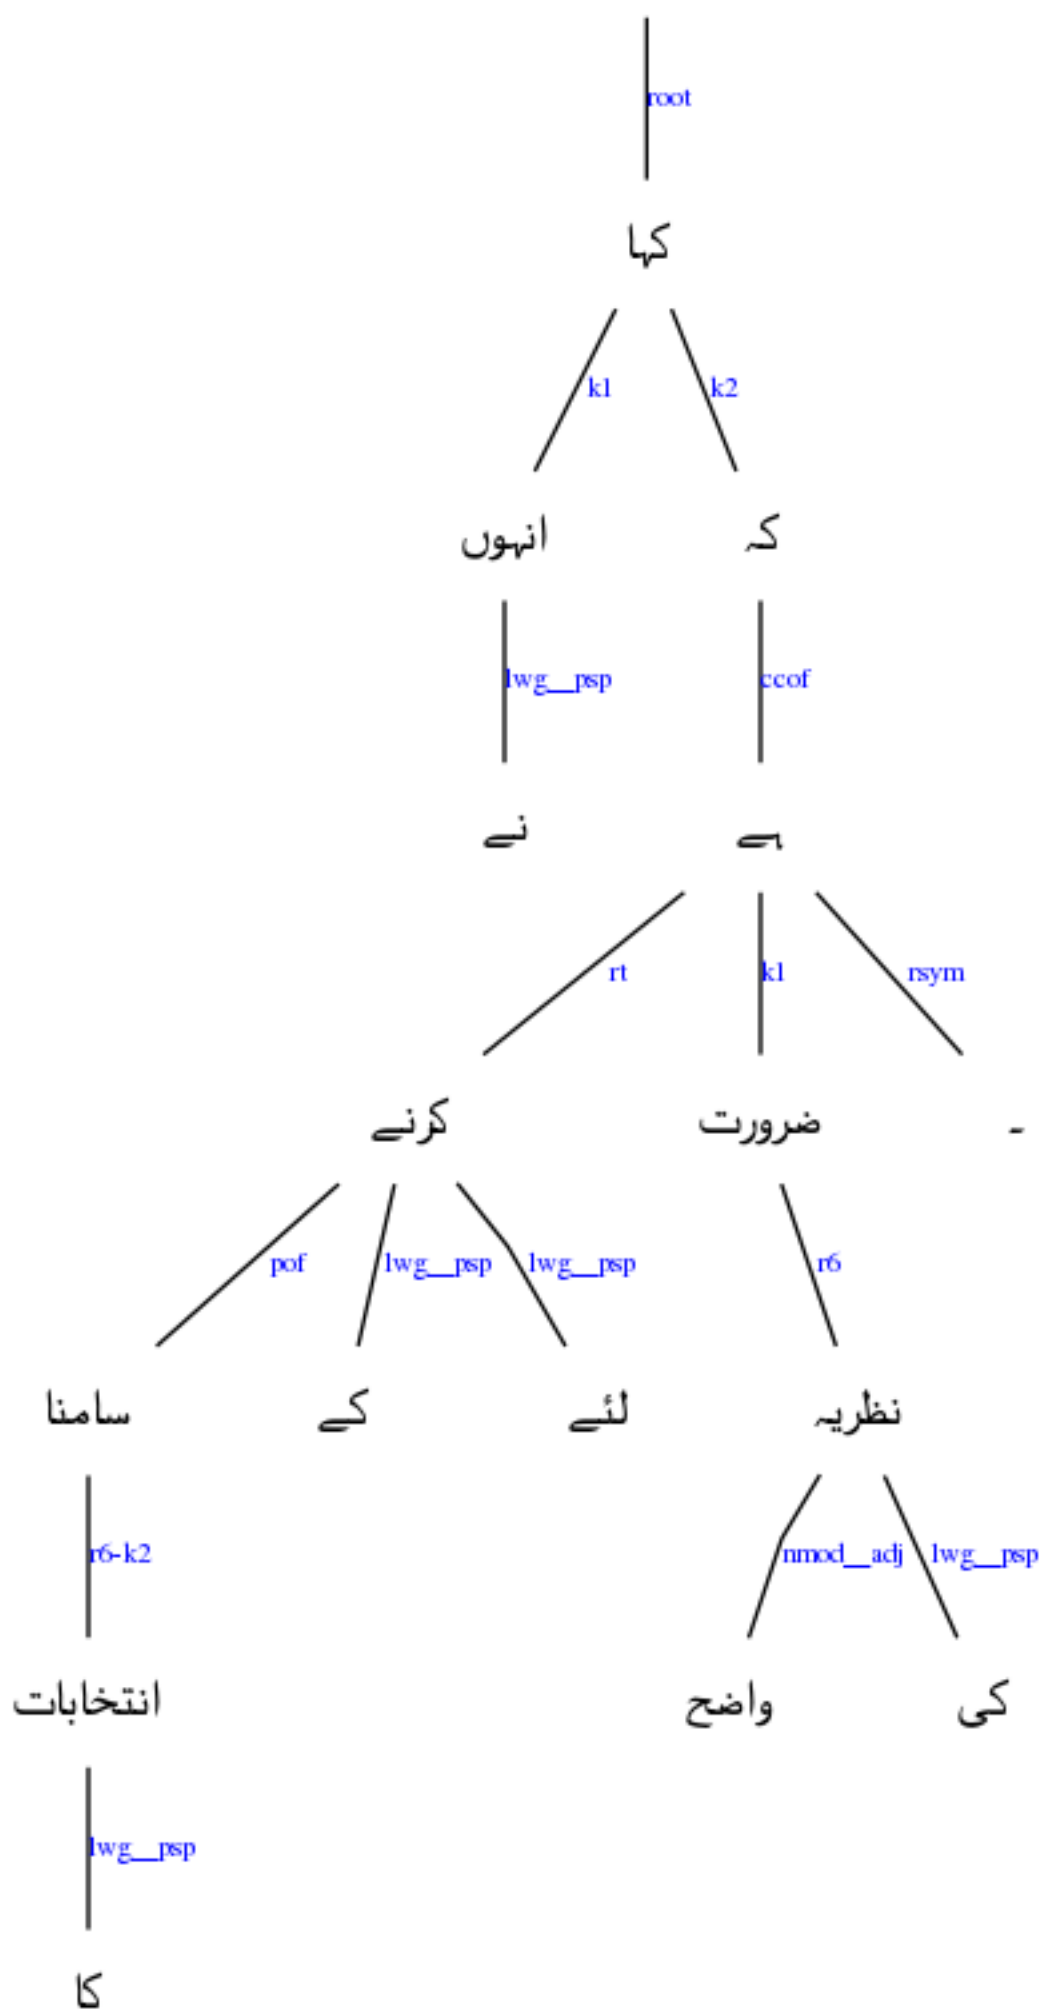 root
کہا
k1 k2
انہوں کہ
lwg__psp ccof
نے ہے
rt k1 rsym
کرنے ضرورت ۔
pof lwg__psp lwg__psp r6
سامنا کے لئے نظریہ
r6-k2 nmod__adj lwg__psp
انتخابات واضح کی
lwg__psp
کا